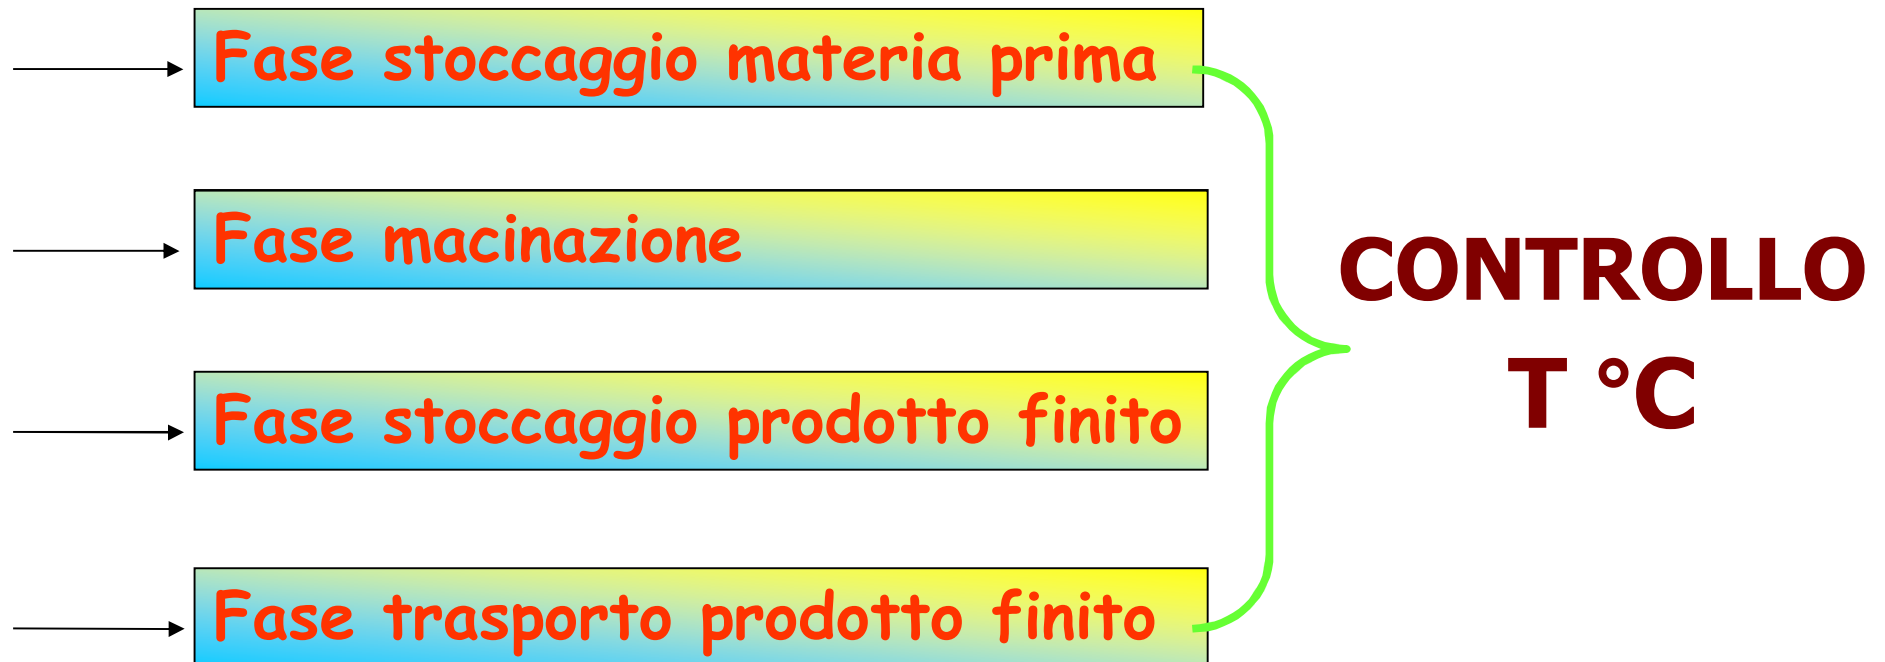 Fase stoccaggio materia prima
Fase macinazione
Fase stoccaggio prodotto finito
Fase trasporto prodotto finito
CONTROLLO
T °C